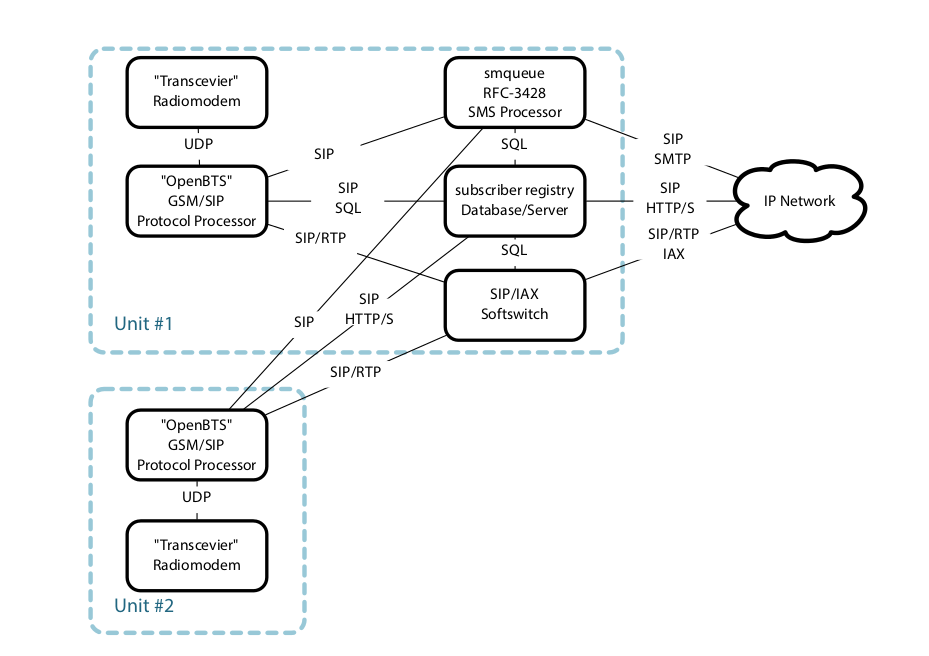 "Transcevier"
Radiomodem
smqueue
RFC-3428
SMS Processor
UDP
SIP
SQL
SIP
SMTP
"OpenBTS"
GSM/SIP
Protocol Processor
SIP
SQL
subscriber registry
Database/Server
SIP
HTTP/S
IP Network
SIP/RTP
SQL
SIP/RTP
IAX
SIP/IAX
Softswitch
SIP
HTTP/S
SIP
Unit #1
SIP/RTP
"OpenBTS"
GSM/SIP
Protocol Processor
UDP
"Transcevier"
Radiomodem
Unit #2